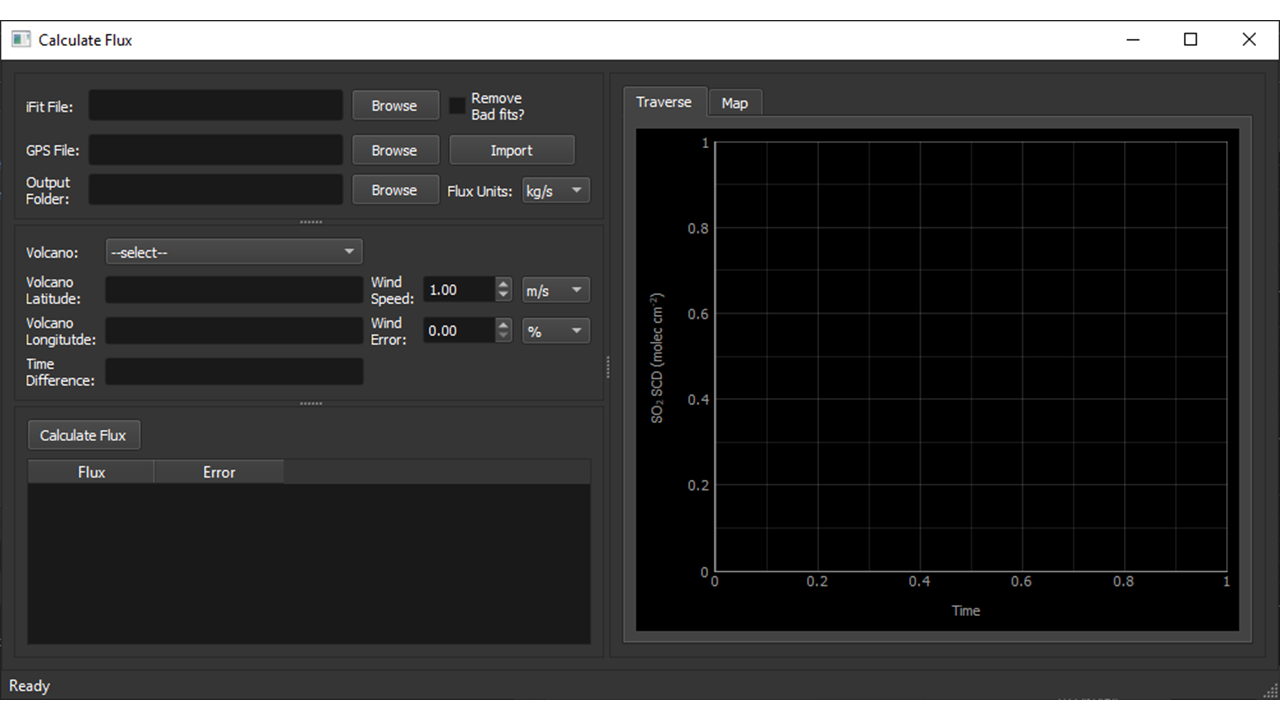 Calculate Flux
iFit File:
Browse
Remove
Bad fits?
GPS File:
Browse
Import
Output
Folder:
Browse
Flux Units:
kg/s
Volcano:
--select--
Volcano
Latitude:
Wind
Speed:
1.00
m/s
Volcano
Longitutde:
Wind
Error:
0.00
%
Time
Difference:
Calculate Flux
Flux
Error
Traverse
Map
1
0.8
0.6
0.4
0.2
0
SO₂ SCD (molec cm⁻²)
0
0.2
0.4
0.6
0.8
1
Time
Ready